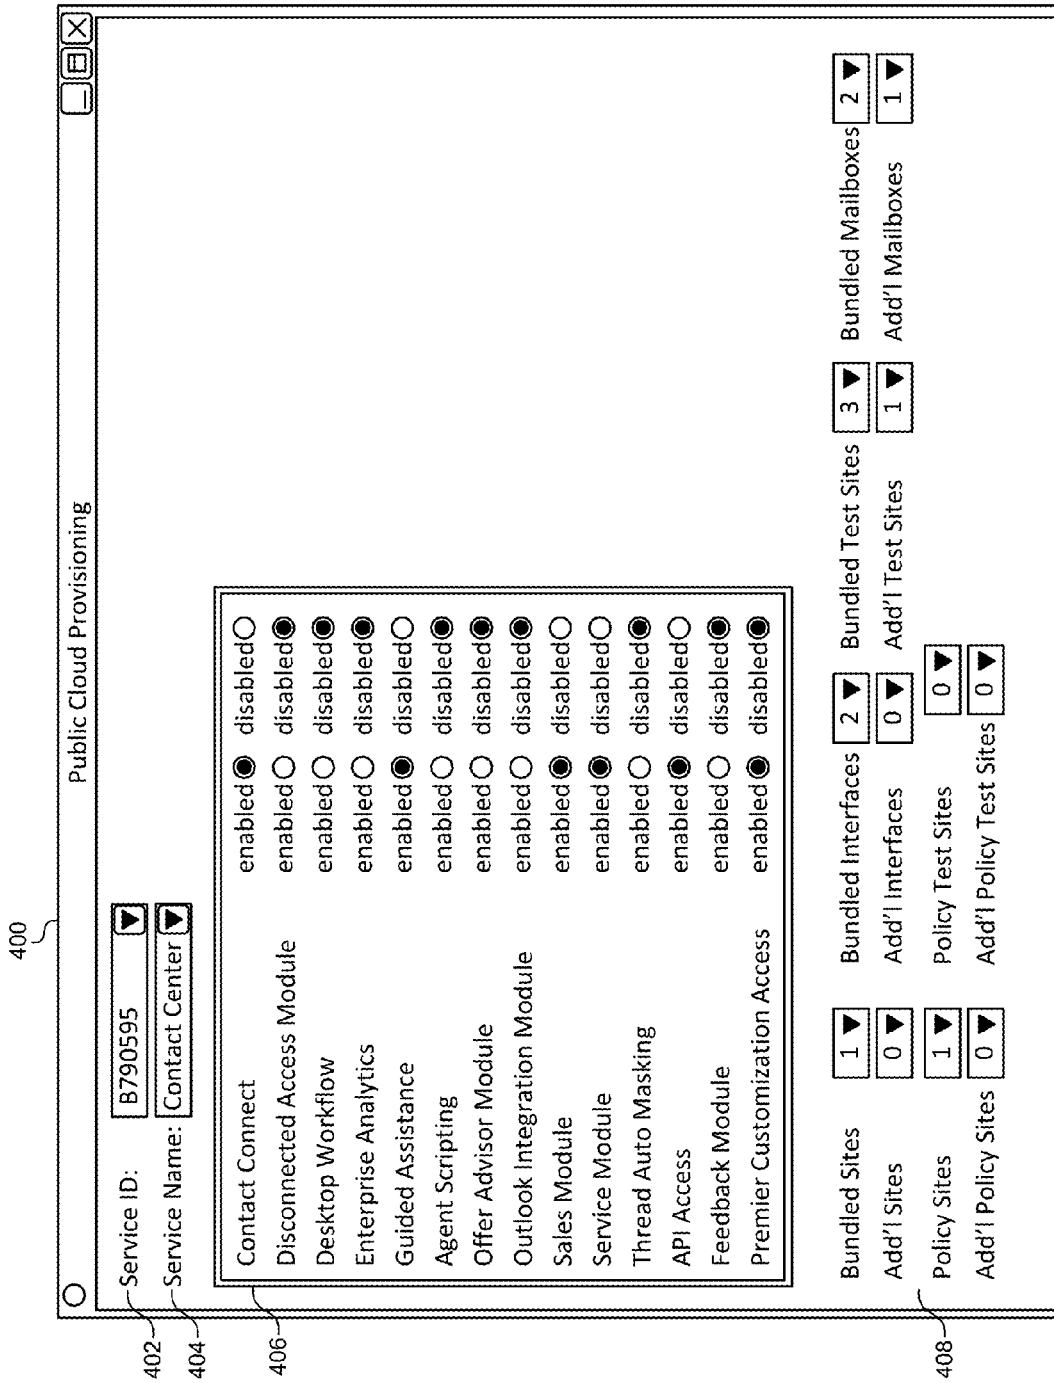 400
Public Cloud Provisioning
402 Service ID: B790595
404 Service Name: Contact Center
406
Contact Connect enabled disabled
Disconnected Access Module enabled disabled
Desktop Workflow enabled disabled
Enterprise Analytics enabled disabled
Guided Assistance enabled disabled
Agent Scripting enabled disabled
Offer Advisor Module enabled disabled
Outlook Integration Module enabled disabled
Sales Module enabled disabled
Service Module enabled disabled
Thread Auto Masking enabled disabled
API Access enabled disabled
Feedback Module enabled disabled
Premier Customization Access enabled disabled
Bundled Sites 1 Bundled Interfaces 2 Bundled Test Sites 3 Bundled Mailboxes 2
Add'l Sites 0 Add'l Interfaces 0 Add'l Test Sites 1 Add'l Mailboxes 1
408
Policy Sites 1 Policy Test Sites 0
Add'l Policy Sites 0 Add'l Policy Test Sites 0